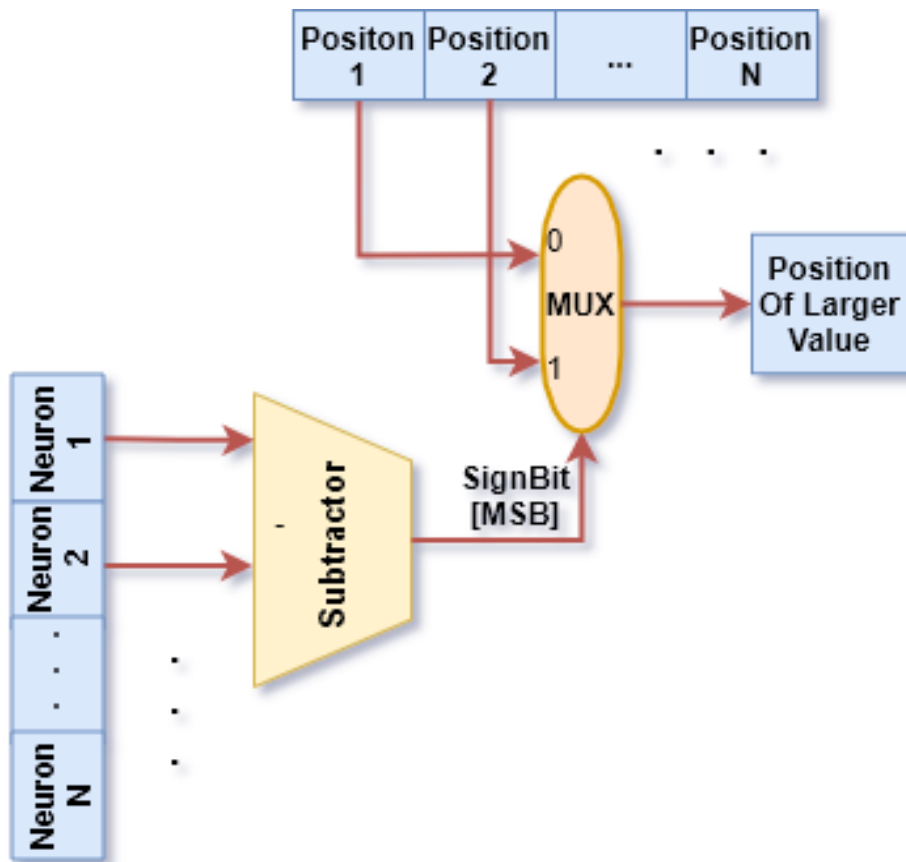 Positon
1
Position
2
...
Position
N
. . .
0
MUX
1
Position
Of Larger
Value
Neuron
1
Neuron
2
. . .
Neuron
N
-
Subtractor
SignBit
[MSB]
. . .